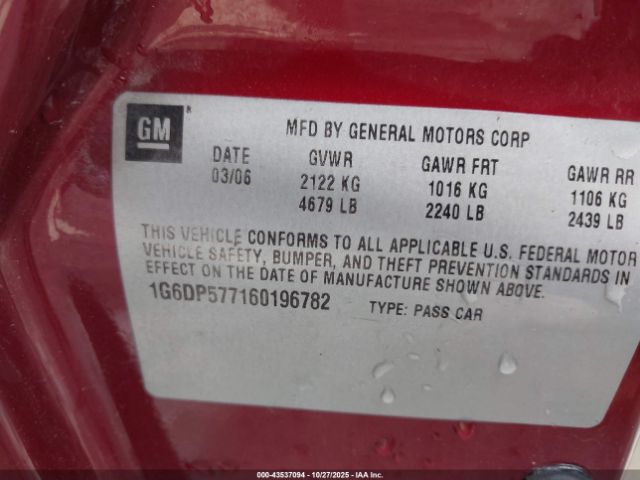 GM
MFD BY GENERAL MOTORS CORP
DATE GVWR GAWR FRT GAWR RR
03/06 2122 KG 1016 KG 1106 KG
4679 LB 2240 LB 2439 LB
THIS VEHICLE CONFORMS TO ALL APPLICABLE U.S. FEDERAL MOTOR
VEHICLE SAFETY, BUMPER, AND THEFT PREVENTION STANDARDS IN
EFFECT ON THE DATE OF MANUFACTURE SHOWN ABOVE.
1G6DP577160196782 TYPE: PASS CAR
000-43537094 | 10/27/2025 | IAA Inc.